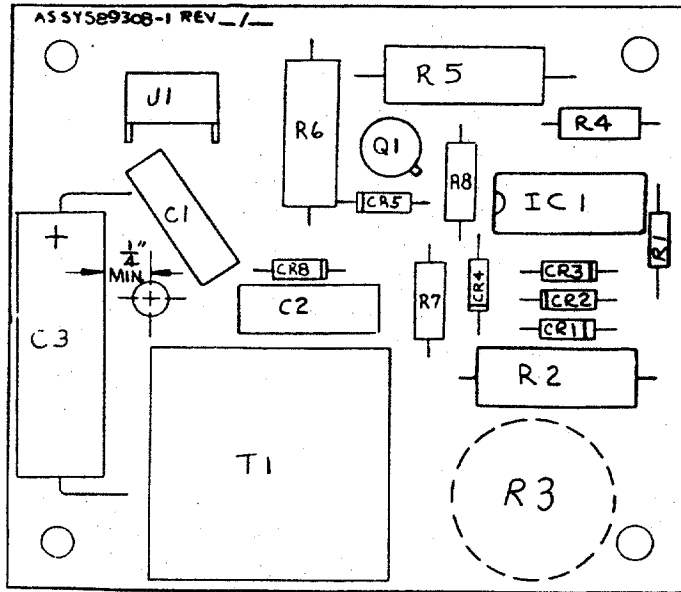 ASSY589308-1 REV_/_
R5
J1
R6
Q1
R4
C1
CR5
R8
IC1
R1
+
1/4"
MIN
CR8
C2
R7
CR4
CR3
CR2
CR1
C3
R2
T1
R3